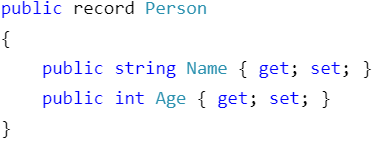 public record Person
{
    public string Name { get; set; }
    public int Age { get; set; }
}